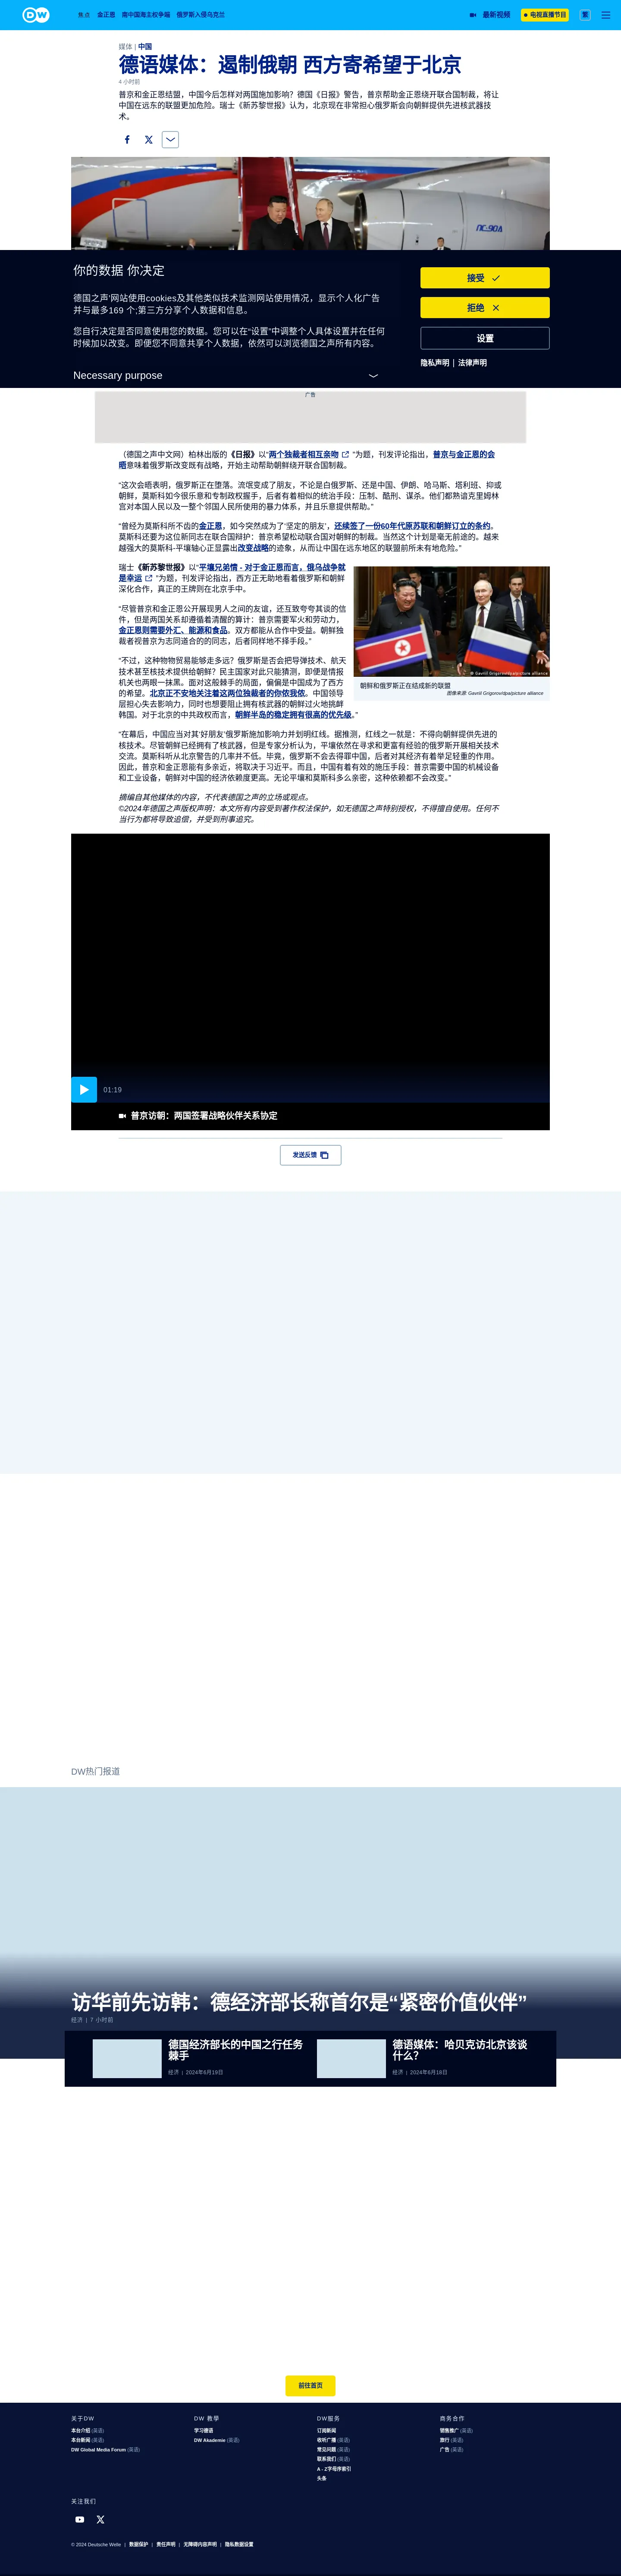 DW
焦点 金正恩 南中国海主权争端 俄罗斯入侵乌克兰
最新视频 电视直播节目 繁
媒体 | 中国
德语媒体：遏制俄朝 西方寄希望于北京
4 小时前
普京和金正恩结盟，中国今后怎样对两国施加影响？德国《日报》警告，普京帮助金正恩绕开联合国制裁，将让
中国在远东的联盟更加危险。瑞士《新苏黎世报》认为，北京现在非常担心俄罗斯会向朝鲜提供先进核武器技
术。
你的数据 你决定
德国之声'网站使用cookies及其他类似技术监测网站使用情况，显示个人化广告
并与最多169 个;第三方分享个人数据和信息。
您自行决定是否同意使用您的数据。您可以在“设置”中调整个人具体设置并在任何
时候加以改变。即便您不同意共享个人数据，依然可以浏览德国之声所有内容。
Necessary purpose
接受
拒绝
设置
隐私声明 | 法律声明
广告
（德国之声中文网）柏林出版的《日报》以“两个独裁者相互亲吻 ”为题，刊发评论指出，普京与金正恩的会
晤意味着俄罗斯改变既有战略，开始主动帮助朝鲜绕开联合国制裁。
“这次会晤表明，俄罗斯正在堕落。流氓变成了朋友，不论是白俄罗斯、还是中国、伊朗、哈马斯、塔利班、抑或
朝鲜，莫斯科如今很乐意和专制政权握手，后者有着相似的统治手段：压制、酷刑、谋杀。他们都熟谙克里姆林
宫对本国人民以及一整个邻国人民所使用的暴力体系，并且乐意提供帮助。”
“曾经为莫斯科所不齿的金正恩，如今突然成为了‘坚定的朋友’，还续签了一份60年代原苏联和朝鲜订立的条约。
莫斯科还要为这位新同志在联合国辩护：普京希望松动联合国对朝鲜的制裁。当然这个计划是毫无前途的。越来
越强大的莫斯科-平壤轴心正显露出改变战略的迹象，从而让中国在远东地区的联盟前所未有地危险。”
瑞士《新苏黎世报》以“平壤兄弟情 - 对于金正恩而言，俄乌战争就
是幸运 ”为题，刊发评论指出，西方正无助地看着俄罗斯和朝鲜
深化合作，真正的王牌则在北京手中。
“尽管普京和金正恩公开展现男人之间的友谊，还互致夸夸其谈的信
件，但是两国关系却遵循着清醒的算计：普京需要军火和劳动力，
金正恩则需要外汇、能源和食品。双方都能从合作中受益。朝鲜独
裁者视普京为志同道合的的同志，后者同样地不择手段。”
“不过，这种物物贸易能够走多远？俄罗斯是否会把导弹技术、航天
技术甚至核技术提供给朝鲜？民主国家对此只能猜测，即便是情报
机关也两眼一抹黑。面对这般棘手的局面，偏偏是中国成为了西方
的希望。北京正不安地关注着这两位独裁者的你侬我侬。中国领导
层担心失去影响力，同时也想要阻止拥有核武器的朝鲜过火地挑衅
韩国。对于北京的中共政权而言，朝鲜半岛的稳定拥有很高的优先级。”
© Gavriil Grigorov/dpa/picture alliance
朝鲜和俄罗斯正在结成新的联盟
图像来源: Gavriil Grigorov/dpa/picture alliance
“在幕后，中国应当对其‘好朋友’俄罗斯施加影响力并划明红线。据推测，红线之一就是：不得向朝鲜提供先进的
核技术。尽管朝鲜已经拥有了核武器，但是专家分析认为，平壤依然在寻求和更富有经验的俄罗斯开展相关技术
交流。莫斯科听从北京警告的几率并不低。毕竟，俄罗斯不会去得罪中国，后者对其经济有着举足轻重的作用。
因此，普京和金正恩能有多亲近，将取决于习近平。而且，中国有着有效的施压手段：普京需要中国的机械设备
和工业设备，朝鲜对中国的经济依赖度更高。无论平壤和莫斯科多么亲密，这种依赖都不会改变。”
摘编自其他媒体的内容，不代表德国之声的立场或观点。
©2024年德国之声版权声明：本文所有内容受到著作权法保护，如无德国之声特别授权，不得擅自使用。任何不
当行为都将导致追偿，并受到刑事追究。
01:19
普京访朝：两国签署战略伙伴关系协定
发送反馈
DW热门报道
访华前先访韩：德经济部长称首尔是“紧密价值伙伴”
经济 | 7 小时前
德国经济部长的中国之行任务
棘手
经济 | 2024年6月19日
德语媒体：哈贝克访北京该谈
什么？
经济 | 2024年6月18日
前往首页
关于DW
本台介绍 (英语)
本台新闻 (英语)
DW Global Media Forum (英语)
DW 教學
学习德语
DW Akademie (英语)
DW服务
订阅新闻
收听广播 (英语)
常见问题 (英语)
联系我们 (英语)
A - Z字母序索引
头条
商务合作
销售推广 (英语)
旅行 (英语)
广告 (英语)
关注我们
© 2024 Deutsche Welle | 数据保护 | 责任声明 | 无障碍内容声明 | 隐私数据设置